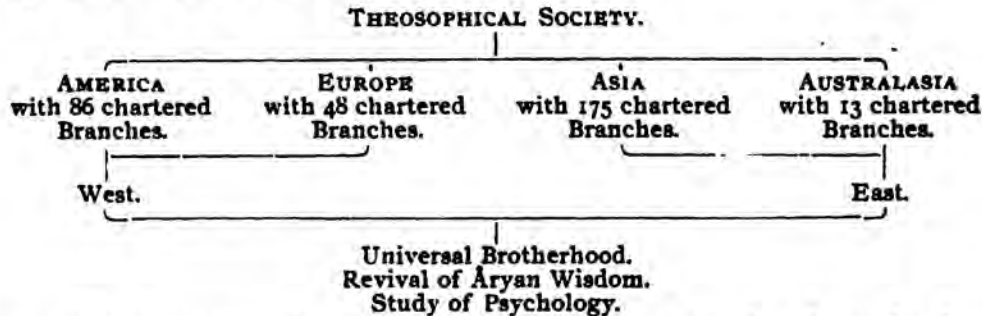 THEOSOPHICAL SOCIETY.
AMERICA EUROPE ASIA AUSTRALASIA
with 86 chartered with 48 chartered with 175 chartered with 13 chartered
Branches. Branches. Branches. Branches.
West. East.
Universal Brotherhood.
Revival of Âryan Wisdom.
Study of Psychology.